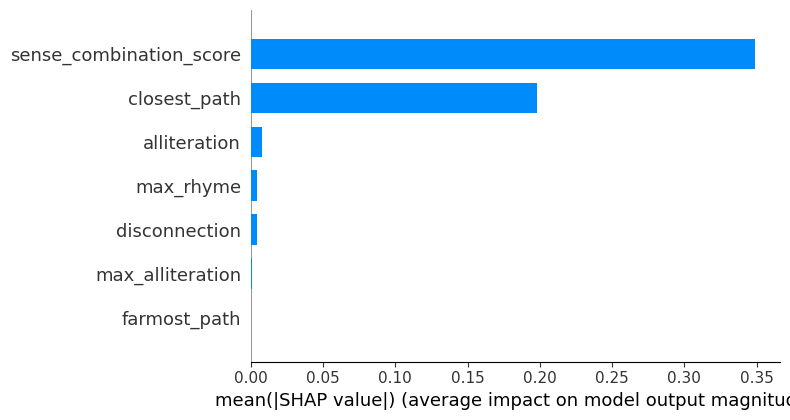 sense_combination_score
closest_path
alliteration
max_rhyme
disconnection
max_alliteration
farmost_path
0.00 0.05 0.10 0.15 0.20 0.25 0.30 0.35
mean(|SHAP value|) (average impact on model output magnitud